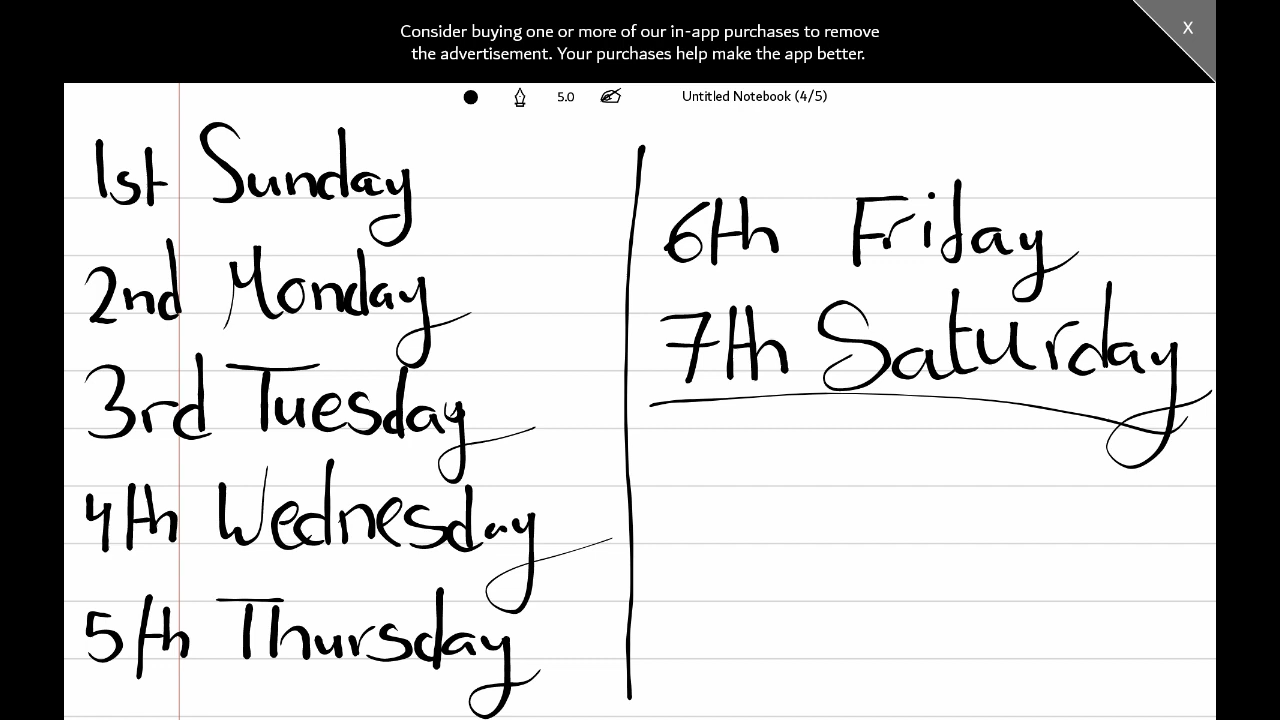 Consider buying one or more of our in-app purchases to remove
the advertisement. Your purchases help make the app better.
X
5.0
Untitled Notebook (4/5)
1st Sunday
2nd Monday
3rd Tuesday
4th Wednesday
5th Thursday
6th Friday
7th Saturday